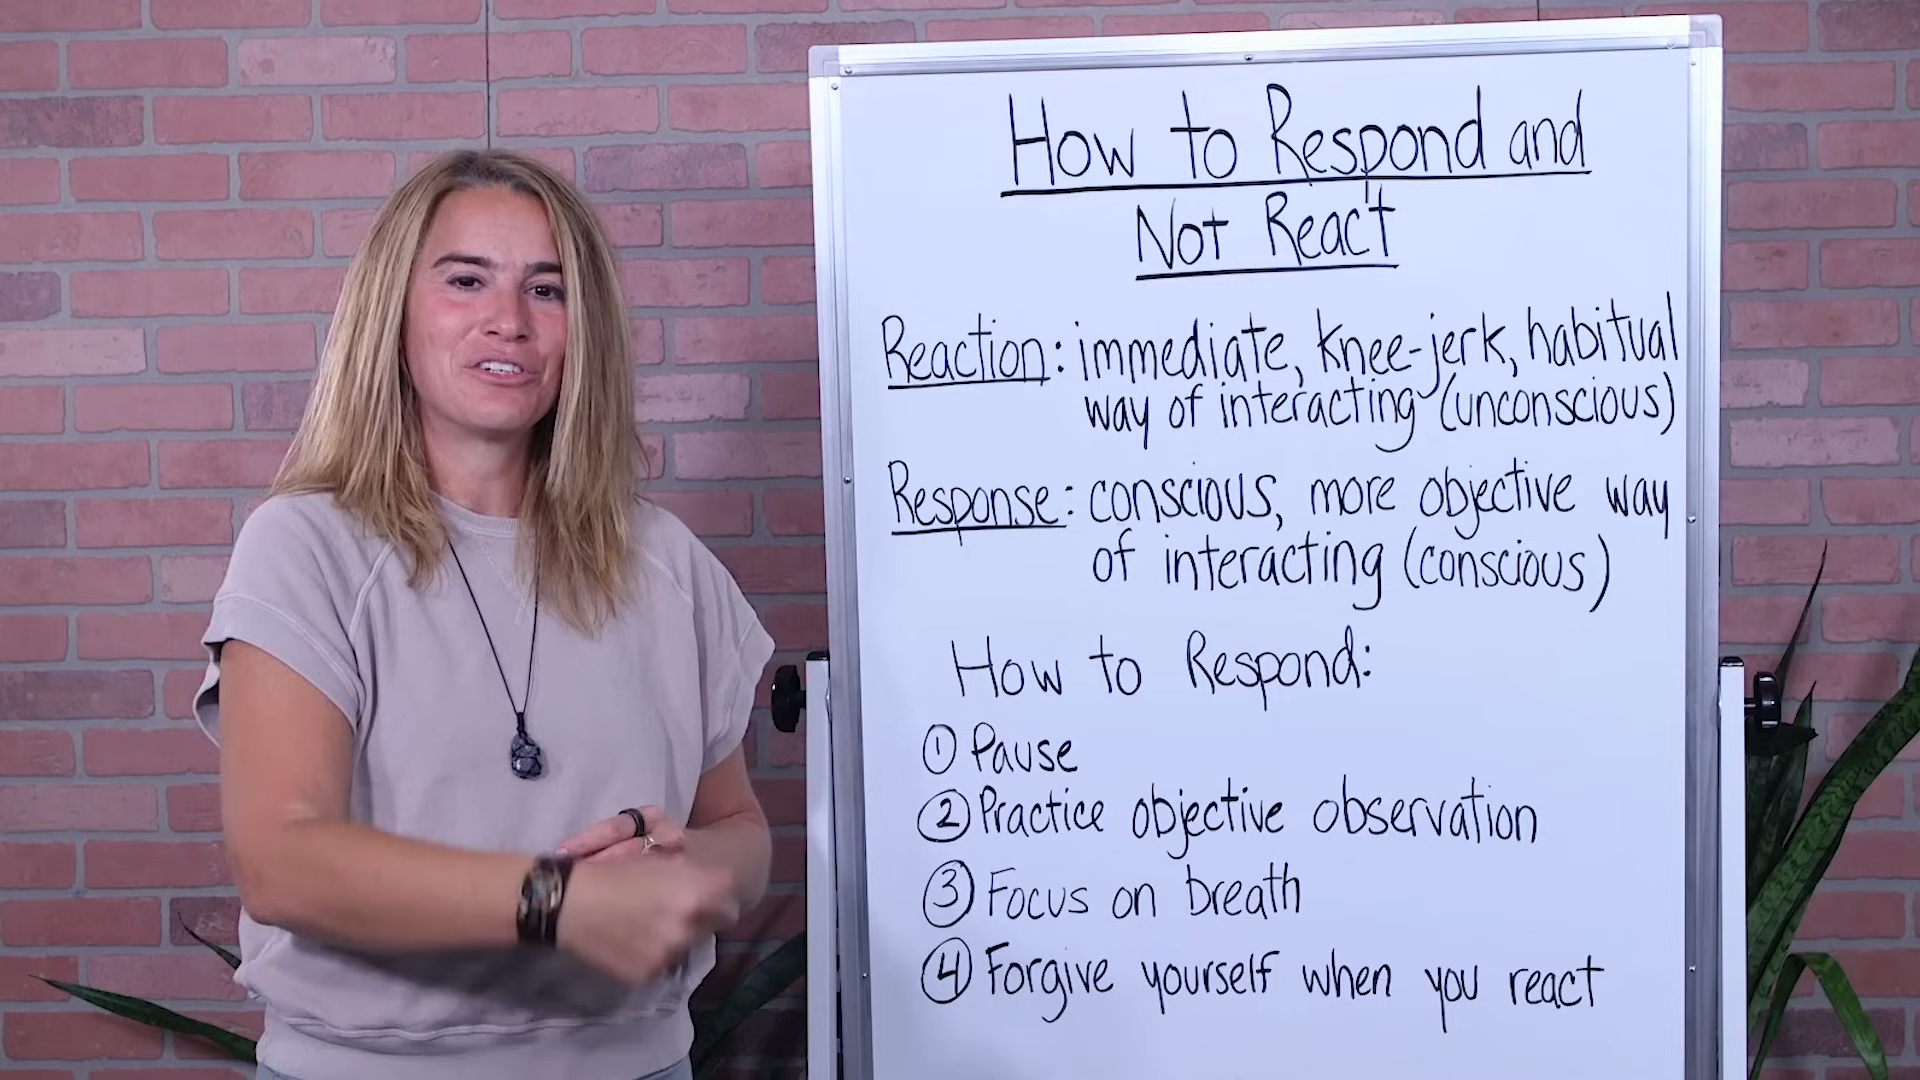 How to Respond and
Not React
Reaction: immediate, knee-jerk, habitual
way of interacting (unconscious)
Response: conscious, more objective way
of interacting (conscious)
How to Respond:
① Pause
② Practice objective observation
③ Focus on breath
④ Forgive yourself when you react